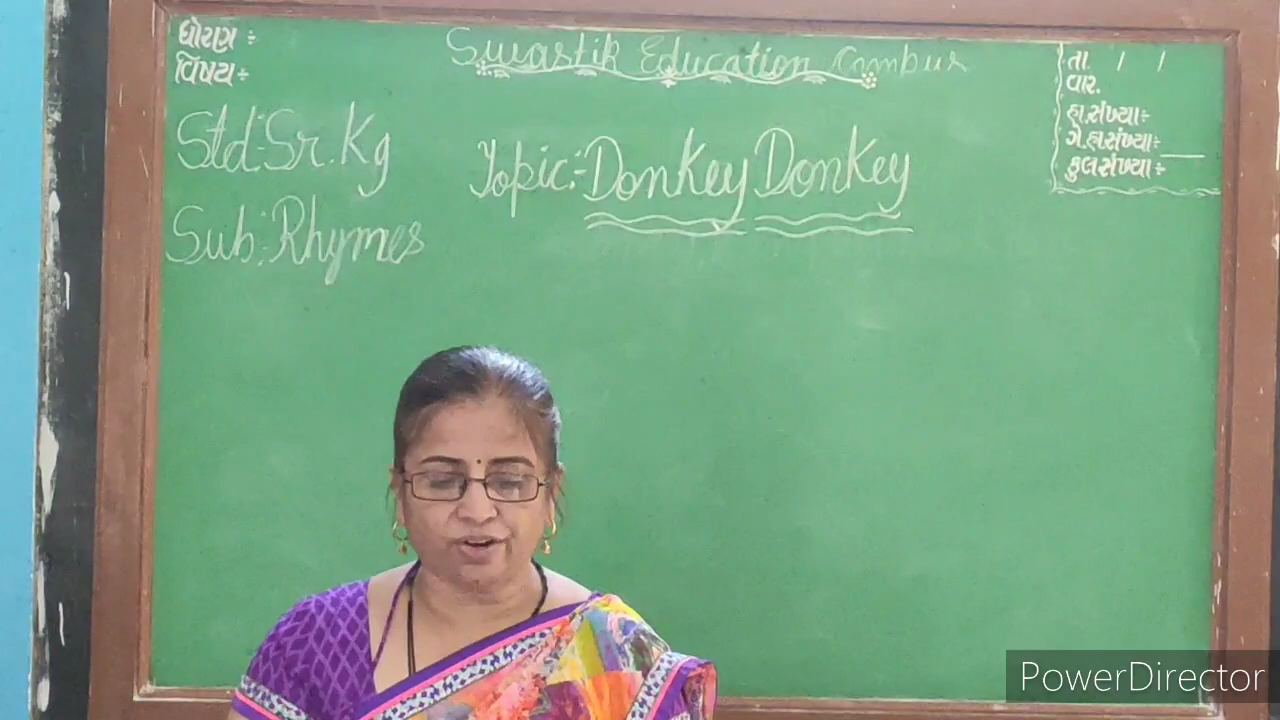 ધોરણ :
વિષય:
Swastik Education Campus
તા. / /
વાર.
હા.સંખ્યા:
ગે.હા.સંખ્યા:
કુલ સંખ્યા:
Std:- Sr. Kg
Topic:- Donkey Donkey
Sub:- Rhymes
PowerDirector